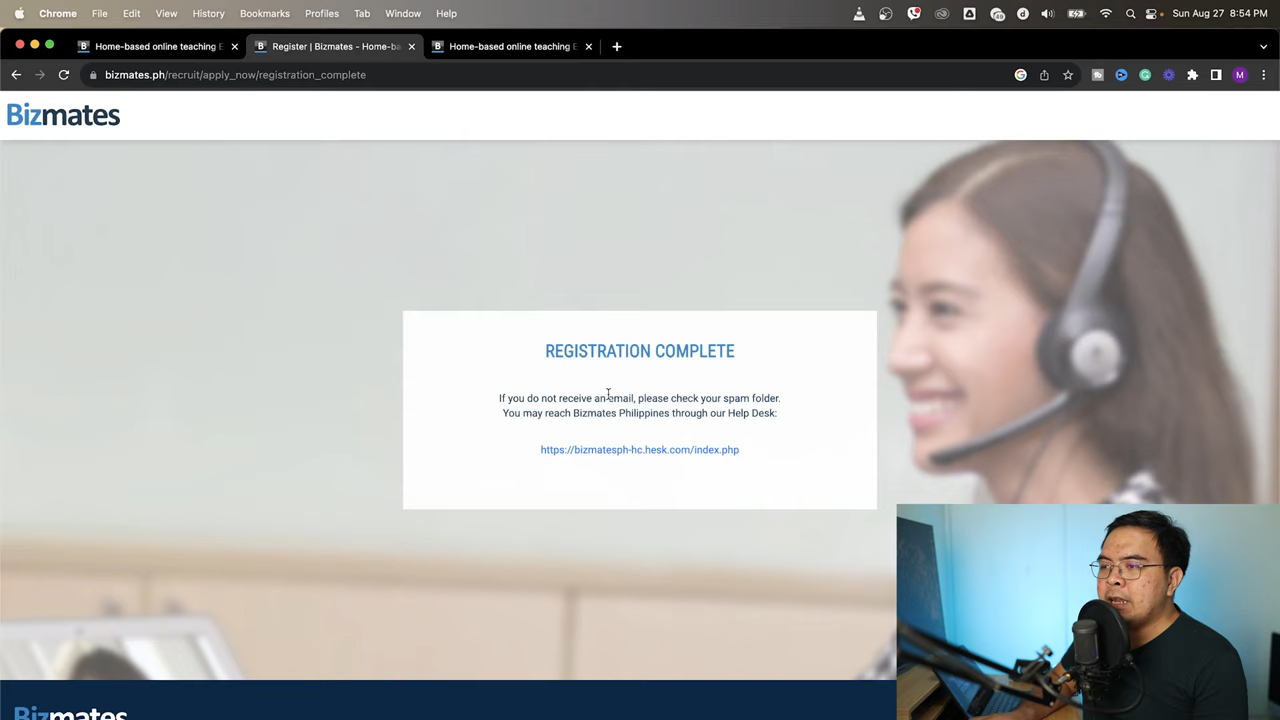 Chrome File Edit View History Bookmarks Profiles Tab Window Help
49 Sun Aug 27 8:54 PM
Home-based online teaching E
Register | Bizmates - Home-ba
Home-based online teaching E
bizmates.ph/recruit/apply_now/registration_complete
M
Bizmates
REGISTRATION COMPLETE
If you do not receive an email, please check your spam folder.
You may reach Bizmates Philippines through our Help Desk:
https://bizmatesph-hc.hesk.com/index.php
Bizmates